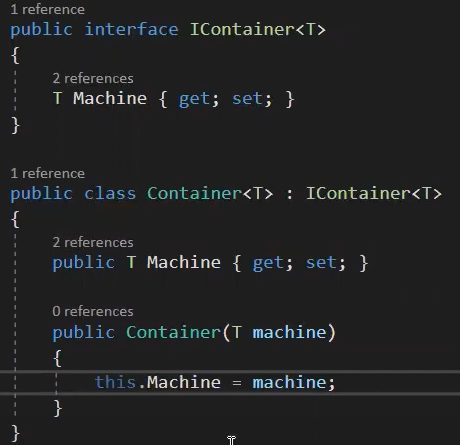 1 reference
public interface IContainer<T>
{
2 references
T Machine { get; set; }
}
1 reference
public class Container<T> : IContainer<T>
{
2 references
public T Machine { get; set; }
0 references
public Container(T machine)
{
this.Machine = machine;
}
}